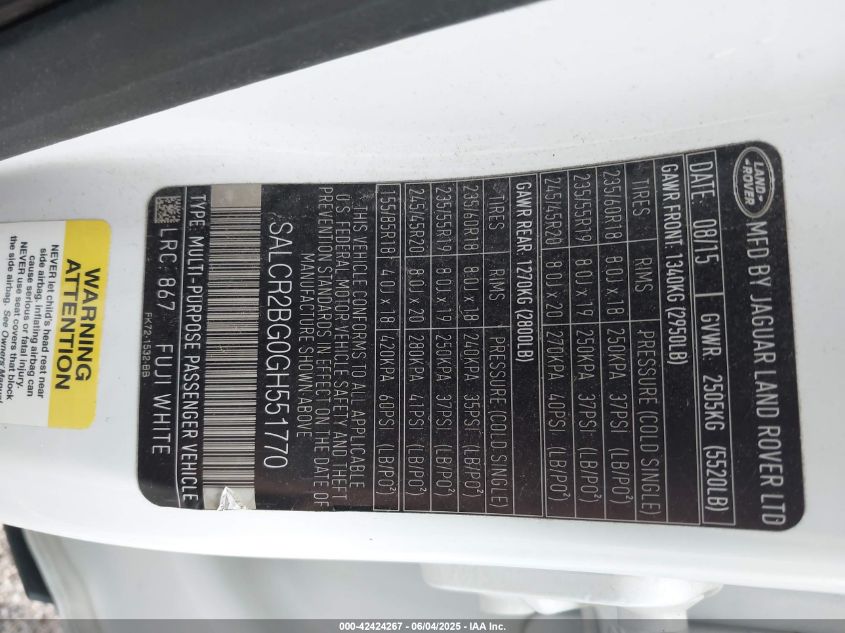 LAND
ROVER
MFD BY JAGUAR LAND ROVER LTD
DATE: 08/15 GVWR: 2505KG (5520LB)
GAWR FRONT: 1340KG (2950LB)
TIRES RIMS PRESSURE (COLD SINGLE)
235/60R18 8.0J x 18 250KPA 37PSI (LB/PO²)
235/55R19 8.0J x 19 250KPA 37PSI (LB/PO²)
245/45R20 8.0J x 20 270KPA 40PSI (LB/PO²)
GAWR REAR: 1270KG (2800LB)
TIRES RIMS PRESSURE (COLD SINGLE)
235/60R18 8.0J x 18 240KPA 35PSI (LB/PO²)
235/55R19 8.0J x 19 250KPA 37PSI (LB/PO²)
245/45R20 8.0J x 20 280KPA 41PSI (LB/PO²)
155/85R18 4.0J x 18 420KPA 60PSI (LB/PO²)
THIS VEHICLE CONFORMS TO ALL APPLICABLE
U.S. FEDERAL MOTOR VEHICLE SAFETY AND THEFT
PREVENTION STANDARDS IN EFFECT ON THE DATE OF
MANUFACTURE SHOWN ABOVE
SALCR2BG0GH551770
TYPE: MULTI-PURPOSE PASSENGER VEHICLE
LRC: 867 FUJI WHITE
FK72-1532-BB
WARNING
ATTENTION
NEVER let child's head rest near
side airbag, inflating airbag can
cause serious or fatal injury.
NEVER use seat covers that block
the side airbag. See Owners Manual
000-42424267 - 06/04/2025 - IAA Inc.